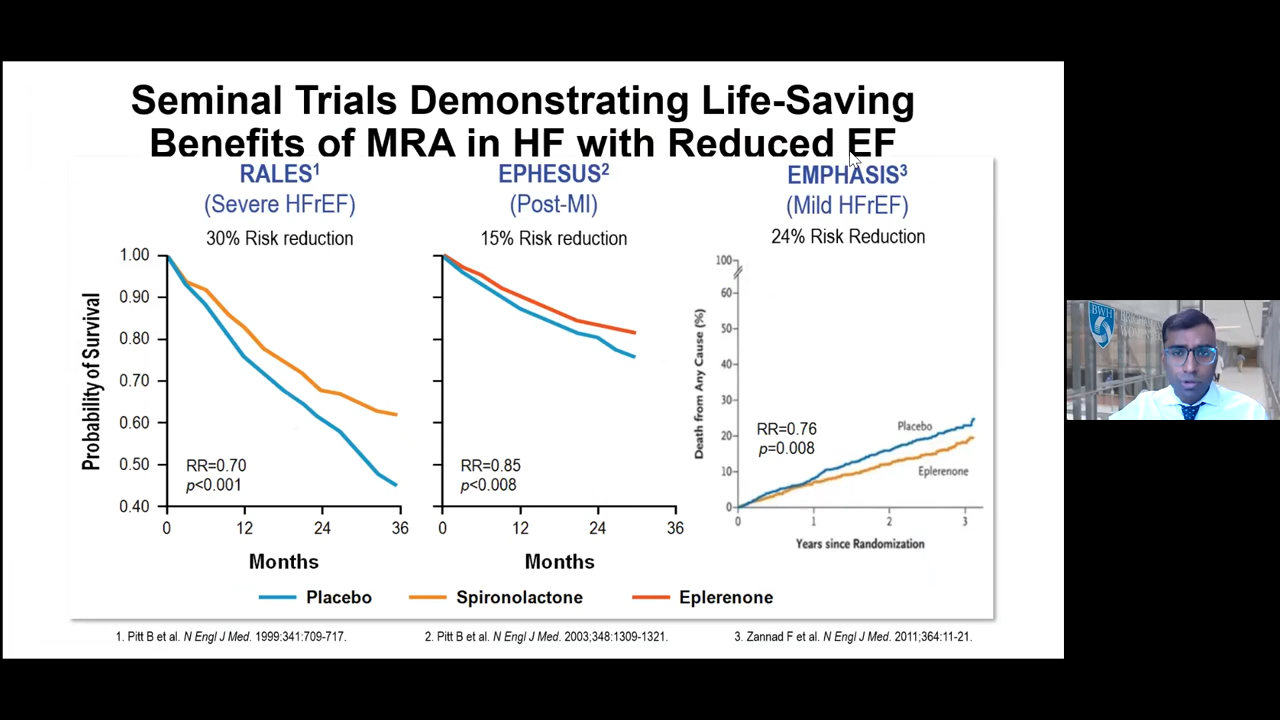 Seminal Trials Demonstrating Life-Saving
Benefits of MRA in HF with Reduced EF
RALES1
(Severe HFrEF)
30% Risk reduction
EPHESUS2
(Post-MI)
15% Risk reduction
EMPHASIS3
(Mild HFrEF)
24% Risk Reduction
Probability of Survival
1.00
0.90
0.80
0.70
0.60
0.50
0.40
RR=0.70
p<0.001
0 12 24 36
Months
RR=0.85
p<0.008
0 12 24 36
Months
Death from Any Cause (%)
100
60
50
40
30
20
10
0
RR=0.76
p=0.008
Placebo
Eplerenone
0 1 2 3
Years since Randomization
Placebo Spironolactone Eplerenone
1. Pitt B et al. N Engl J Med. 1999:341:709-717.
2. Pitt B et al. N Engl J Med. 2003;348:1309-1321.
3. Zannad F et al. N Engl J Med. 2011;364:11-21.
BWH